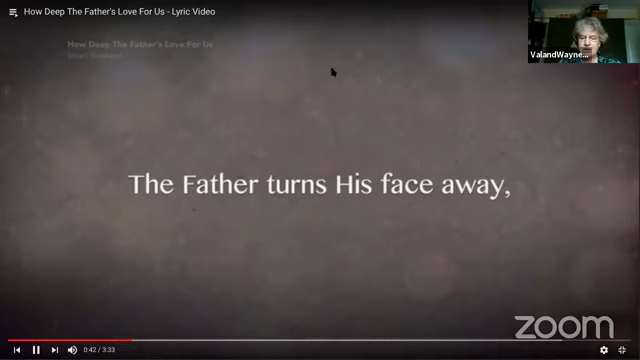 How Deep The Father's Love For Us - Lyric Video
How Deep The Father's Love For Us
ValandWayne...
The Father turns His face away,
zoom
0:42 / 3:33